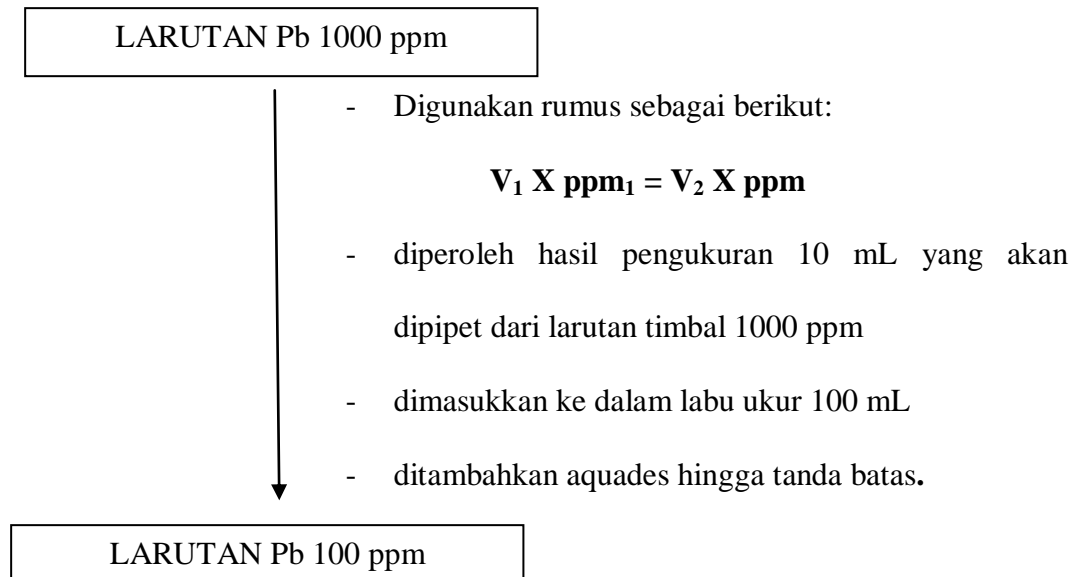 LARUTAN Pb 1000 ppm
- Digunakan rumus sebagai berikut:
V₁ X ppm₁ = V₂ X ppm
- diperoleh hasil pengukuran 10 mL yang akan
dipipet dari larutan timbal 1000 ppm
- dimasukkan ke dalam labu ukur 100 mL
- ditambahkan aquades hingga tanda batas.
LARUTAN Pb 100 ppm